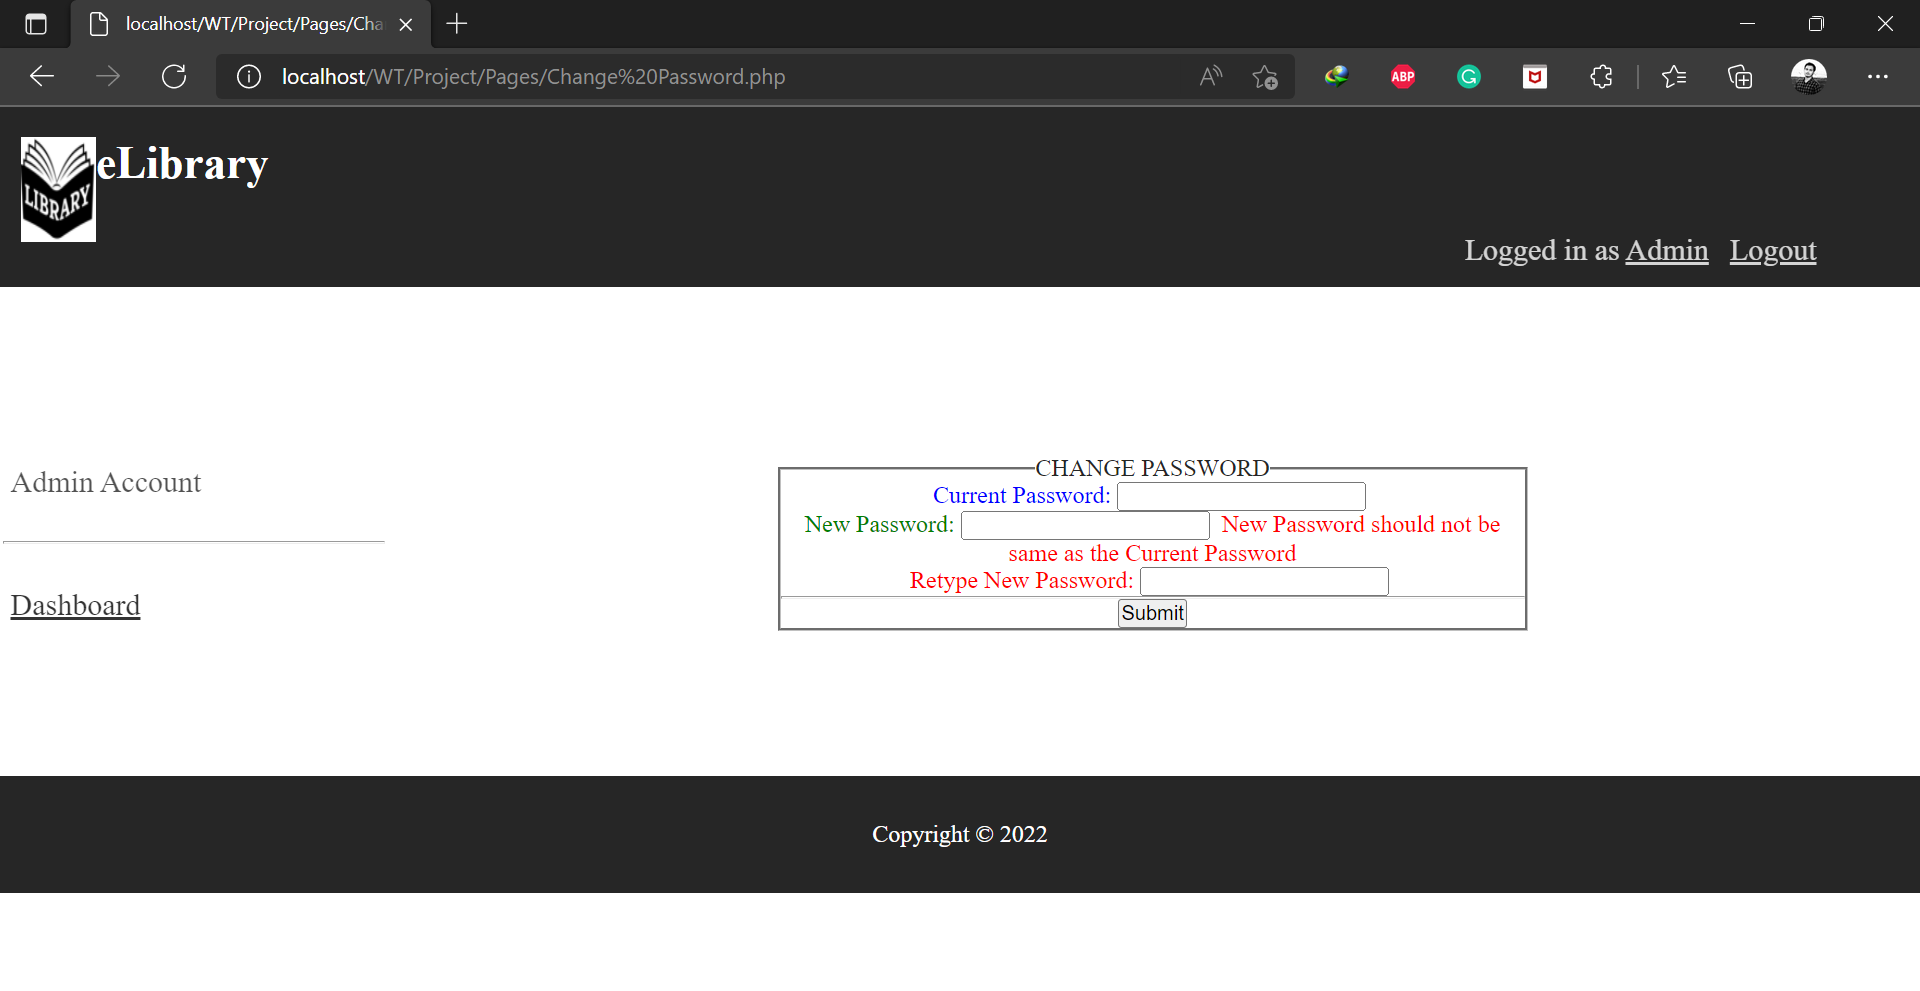 localhost/WT/Project/Pages/Cha
localhost/WT/Project/Pages/Change%20Password.php
ABP
LIBRARY
eLibrary
Logged in as Admin Logout
Admin Account
Dashboard
CHANGE PASSWORD
Current Password:
New Password: New Password should not be
same as the Current Password
Retype New Password:
Submit
Copyright © 2022